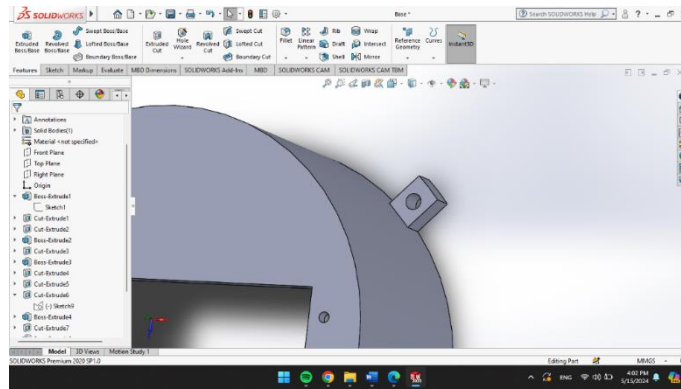 SOLIDWORKS
Base *
Search SOLIDWORKS Help
Extruded Boss/Base
Revolved Boss/Base
Swept Boss/Base
Lofted Boss/Base
Boundary Boss/Base
Extruded Cut
Hole Wizard
Revolved Cut
Swept Cut
Lofted Cut
Boundary Cut
Fillet
Linear Pattern
Rib
Draft
Shell
Wrap
Intersect
Mirror
Reference Geometry
Curves
Instant3D
Features Sketch Markup Evaluate MBD Dimensions SOLIDWORKS Add-Ins MBD SOLIDWORKS CAM SOLIDWORKS CAM TBM
Annotations
Solid Bodies(1)
Material <not specified>
Front Plane
Top Plane
Right Plane
Origin
Boss-Extrude1
Sketch1
Cut-Extrude1
Cut-Extrude2
Boss-Extrude2
Cut-Extrude3
Boss-Extrude3
Cut-Extrude4
Cut-Extrude5
Cut-Extrude6
(-) Sketch9
Boss-Extrude4
Cut-Extrude7
Model 3D Views Motion Study 1
SOLIDWORKS Premium 2020 SP1.0
Editing Part
MMGS
ENG
4:02 PM
5/15/2024